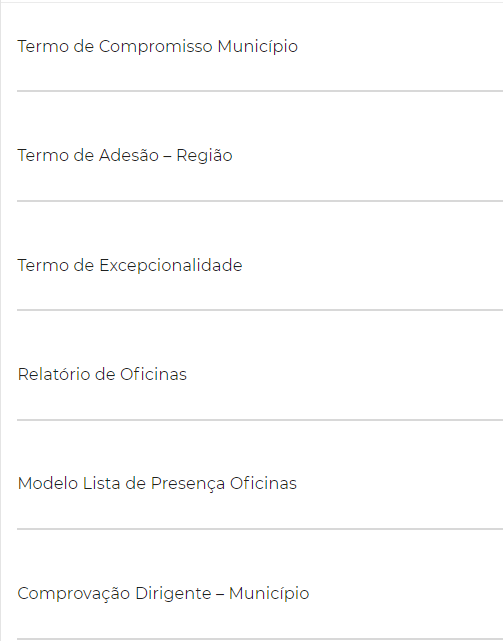 Termo de Compromisso Município
Termo de Adesão – Região
Termo de Excepcionalidade
Relatório de Oficinas
Modelo Lista de Presença Oficinas
Comprovação Dirigente – Município